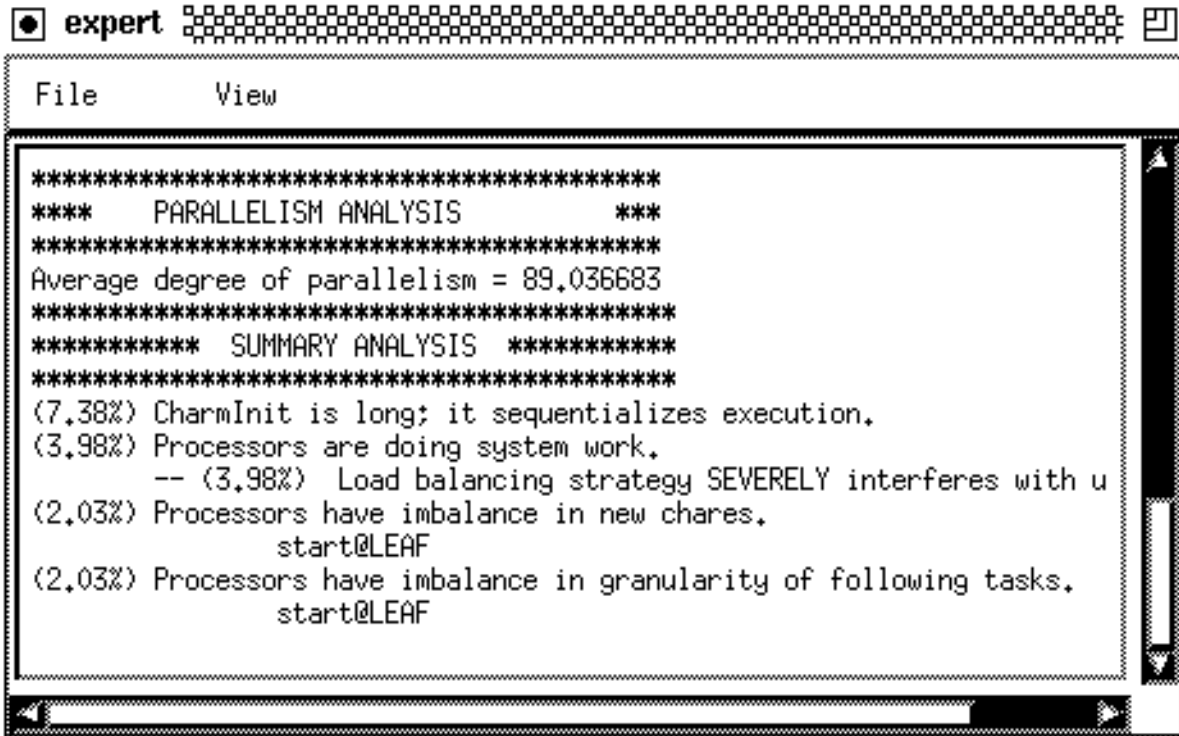 expert
File View
*****************************************
**** PARALLELISM ANALYSIS ***
*****************************************
Average degree of parallelism = 89.036683
******************************************
*********** SUMMARY ANALYSIS ***********
******************************************
(7.38%) CharmInit is long; it sequentializes execution.
(3.98%) Processors are doing system work.
-- (3.98%) Load balancing strategy SEVERELY interferes with u
(2.03%) Processors have imbalance in new chares.
start@LEAF
(2.03%) Processors have imbalance in granularity of following tasks.
start@LEAF